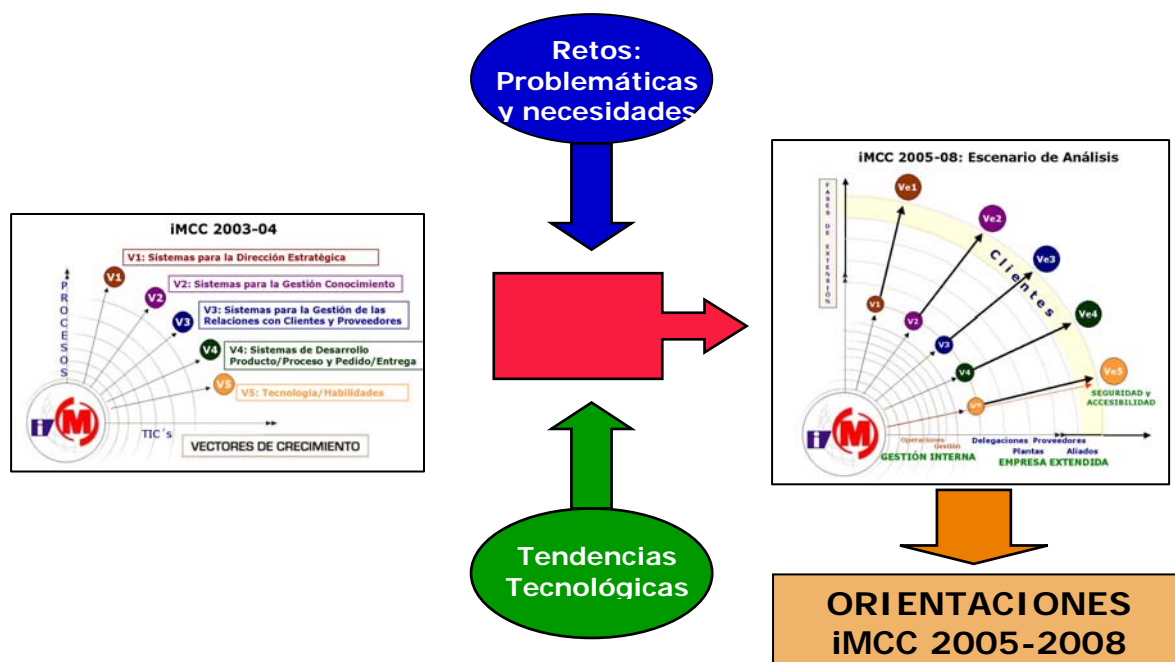 Retos:
Problemáticas
y necesidades
iMCC 2003-04
PROCESOS
V1: Sistemas para la Dirección Estratégica
V1
V2: Sistemas para la Gestión Conocimiento
V2
V3: Sistemas para la Gestión de las
Relaciones con Clientes y Proveedores
V3
V4: Sistemas de Desarrollo
Producto/Proceso y Pedido/Entrega
V4
V5: Tecnología/Habilidades
V5
i M
TIC´s
VECTORES DE CRECIMIENTO
iMCC 2005-08: Escenario de Análisis
FASES DE EXTENSIÓN
Ve1
Ve2
Ve3
Ve4
Ve5
Clientes
V1
V2
V3
V4
SEGURIDAD y
ACCESIBILIDAD
i M
Operaciones
Gestión
GESTIÓN INTERNA
Delegaciones Proveedores
Plantas Aliados
EMPRESA EXTENDIDA
Tendencias
Tecnológicas
ORIENTACIONES
iMCC 2005-2008